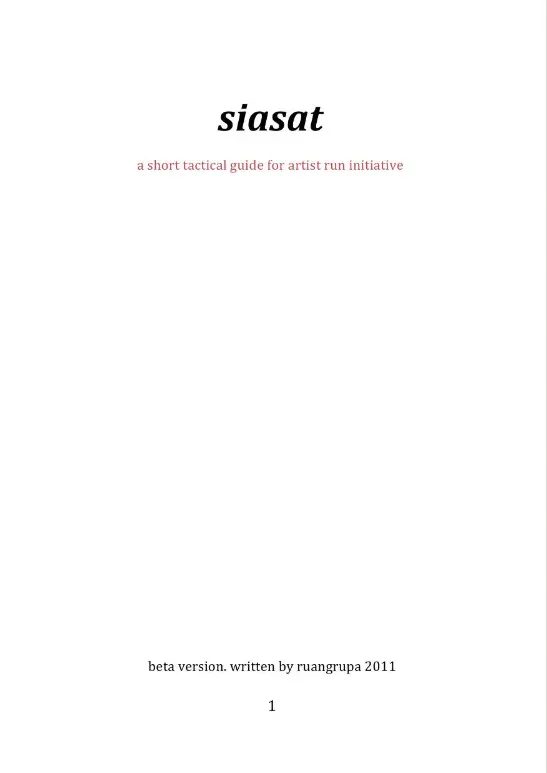 siasat
a short tactical guide for artist run initiative
beta version. written by ruangrupa 2011
1